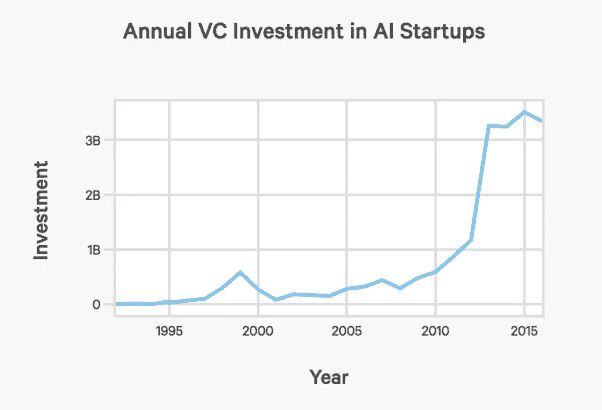 Annual VC Investment in AI Startups
Investment
3B
2B
1B
0
1995 2000 2005 2010 2015
Year